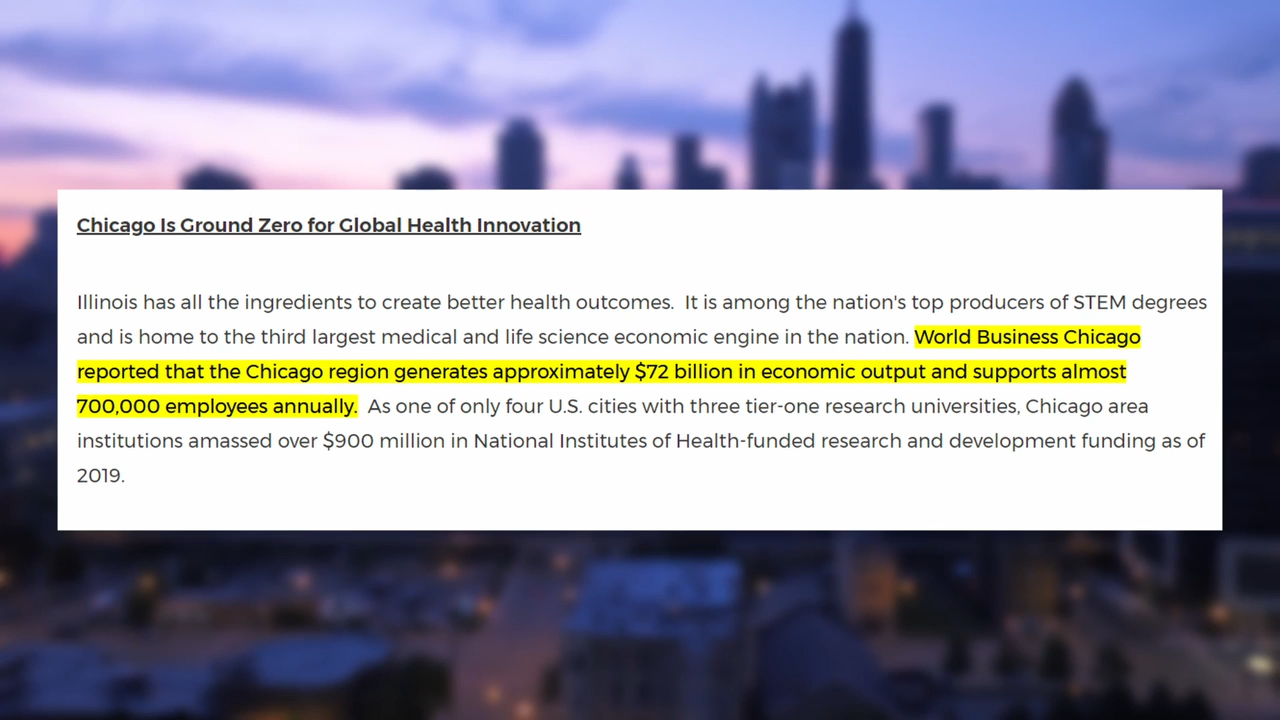 Chicago Is Ground Zero for Global Health Innovation
Illinois has all the ingredients to create better health outcomes.  It is among the nation's top producers of STEM degrees
and is home to the third largest medical and life science economic engine in the nation. World Business Chicago
reported that the Chicago region generates approximately $72 billion in economic output and supports almost
700,000 employees annually.  As one of only four U.S. cities with three tier-one research universities, Chicago area
institutions amassed over $900 million in National Institutes of Health-funded research and development funding as of
2019.